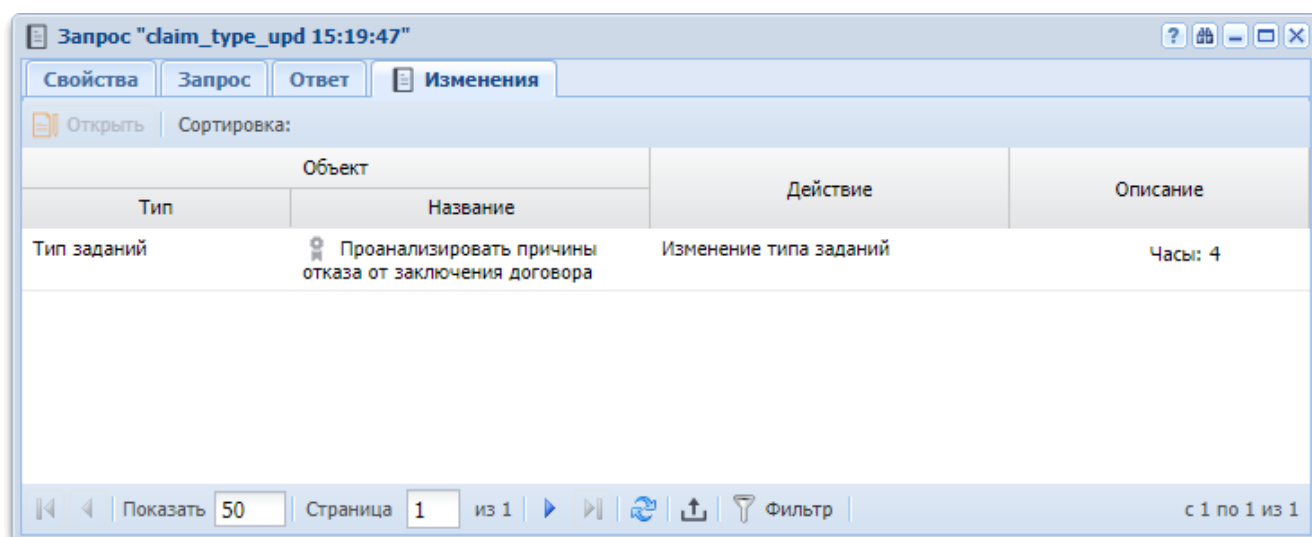 Запрос "claim_type_upd 15:19:47"
Свойства Запрос Ответ Изменения
Открыть Сортировка:
Объект Действие Описание
Тип Название
Тип заданий Проанализировать причины отказа от заключения договора Изменение типа заданий Часы: 4
Показать 50 Страница 1 из 1 Фильтр с 1 по 1 из 1